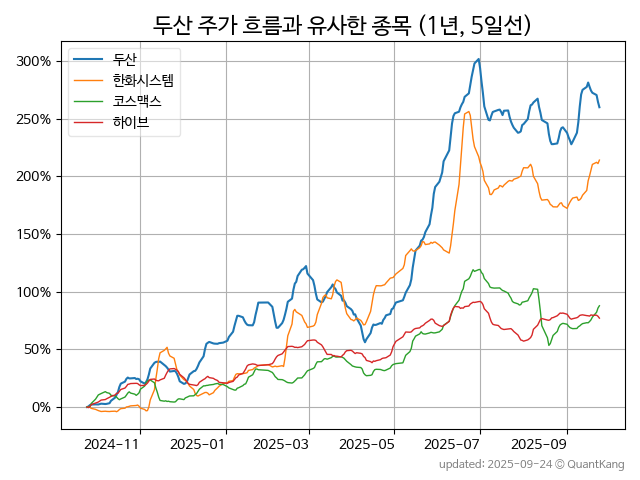 두산 주가 흐름과 유사한 종목 (1년, 5일선)
두산
한화시스템
코스맥스
하이브
300%
250%
200%
150%
100%
50%
0%
2024-11
2025-01
2025-03
2025-05
2025-07
2025-09
updated: 2025-09-24 © QuantKang